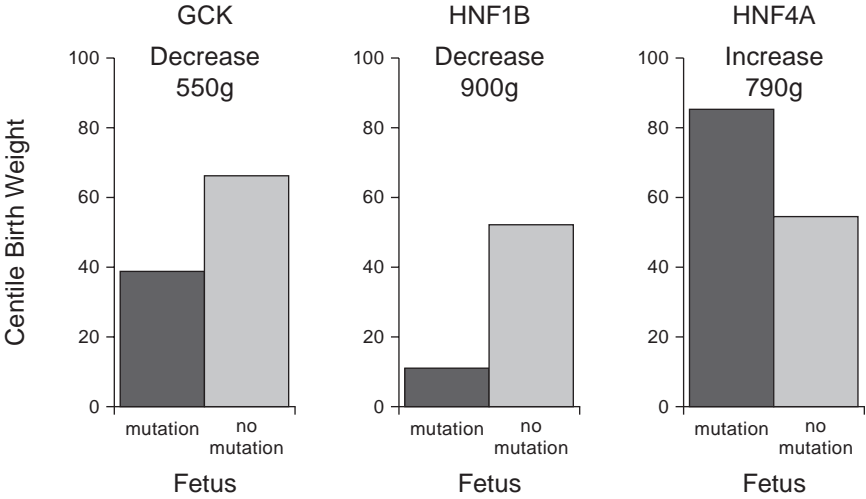 GCK
Decrease
550g
100
80
60
40
20
0
mutation
no
mutation
Fetus
HNF1B
Decrease
900g
100
80
60
40
20
0
mutation
no
mutation
Fetus
HNF4A
Increase
790g
100
80
60
40
20
0
mutation
no
mutation
Fetus
Centile Birth Weight